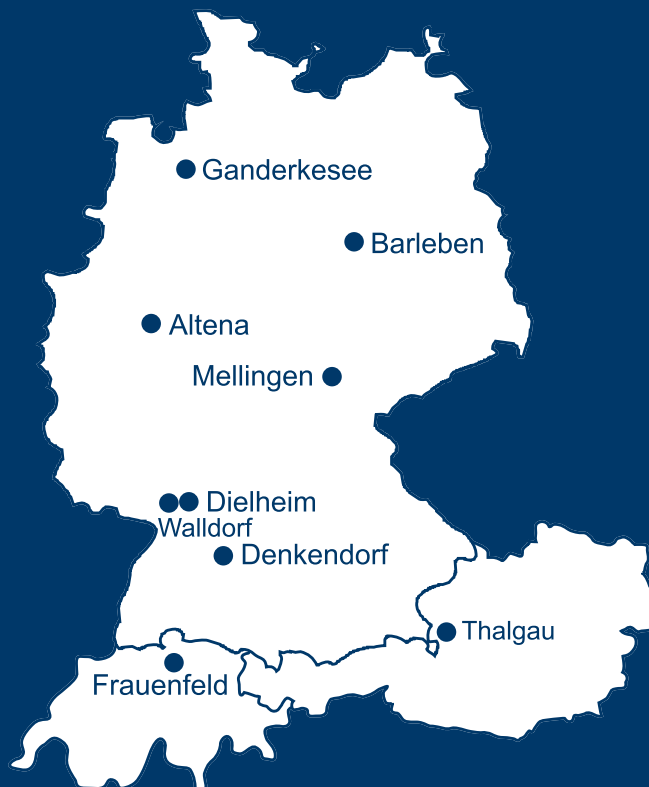 Ganderkesee
Barleben
Altena
Mellingen
Dielheim
Walldorf
Denkendorf
Thalgau
Frauenfeld